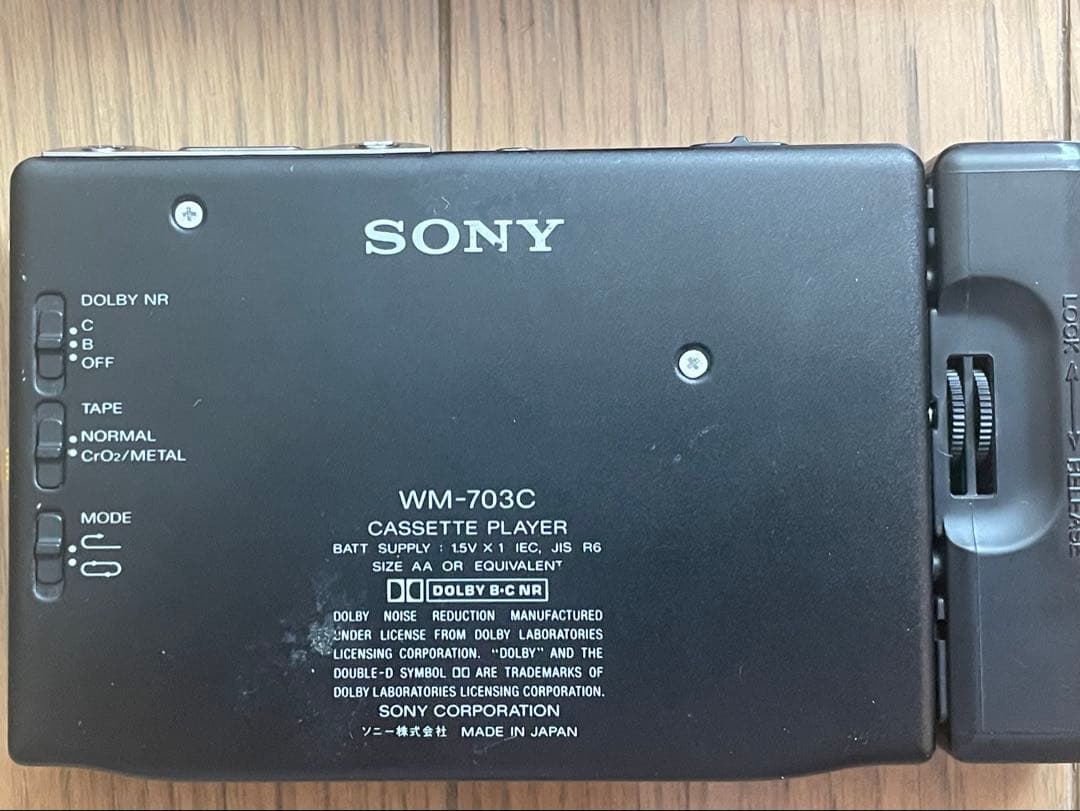 SONY
DOLBY NR
C
B
OFF
TAPE
NORMAL
CrO2/METAL
MODE
WM-703C
CASSETTE PLAYER
BATT SUPPLY : 1.5V X 1 IEC, JIS R6
SIZE AA OR EQUIVALENT
DOLBY B·C NR
DOLBY NOISE REDUCTION MANUFACTURED
UNDER LICENSE FROM DOLBY LABORATORIES
LICENSING CORPORATION. "DOLBY" AND THE
DOUBLE-D SYMBOL ARE TRADEMARKS OF
DOLBY LABORATORIES LICENSING CORPORATION.
SONY CORPORATION
ソニー株式会社 MADE IN JAPAN
LOCK ←→ RELEASE